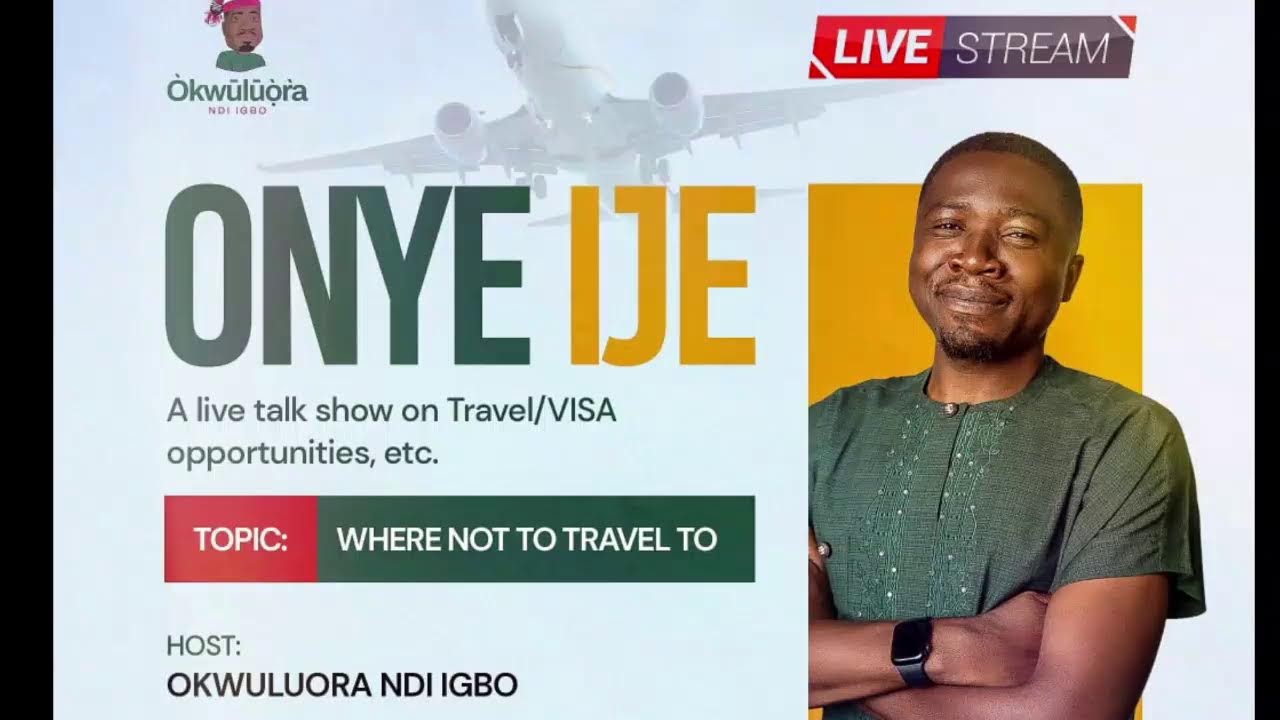 Òkwūlūọ̀ra
NDI IGBO
LIVE STREAM
ONYE IJE
A live talk show on Travel/VISA
opportunities, etc.
TOPIC: WHERE NOT TO TRAVEL TO
HOST:
OKWULUORA NDI IGBO